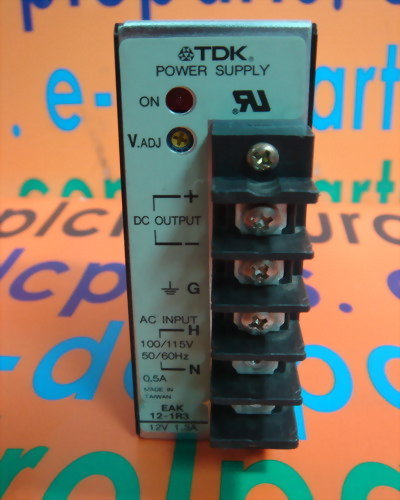 TDK
POWER SUPPLY
ON
V.ADJ
+
DC OUTPUT
-
G
AC INPUT
H
100/115V
50/60Hz
N
0.5A
MADE IN
TAIWAN
EAK
12-1R3
12V 1.3A